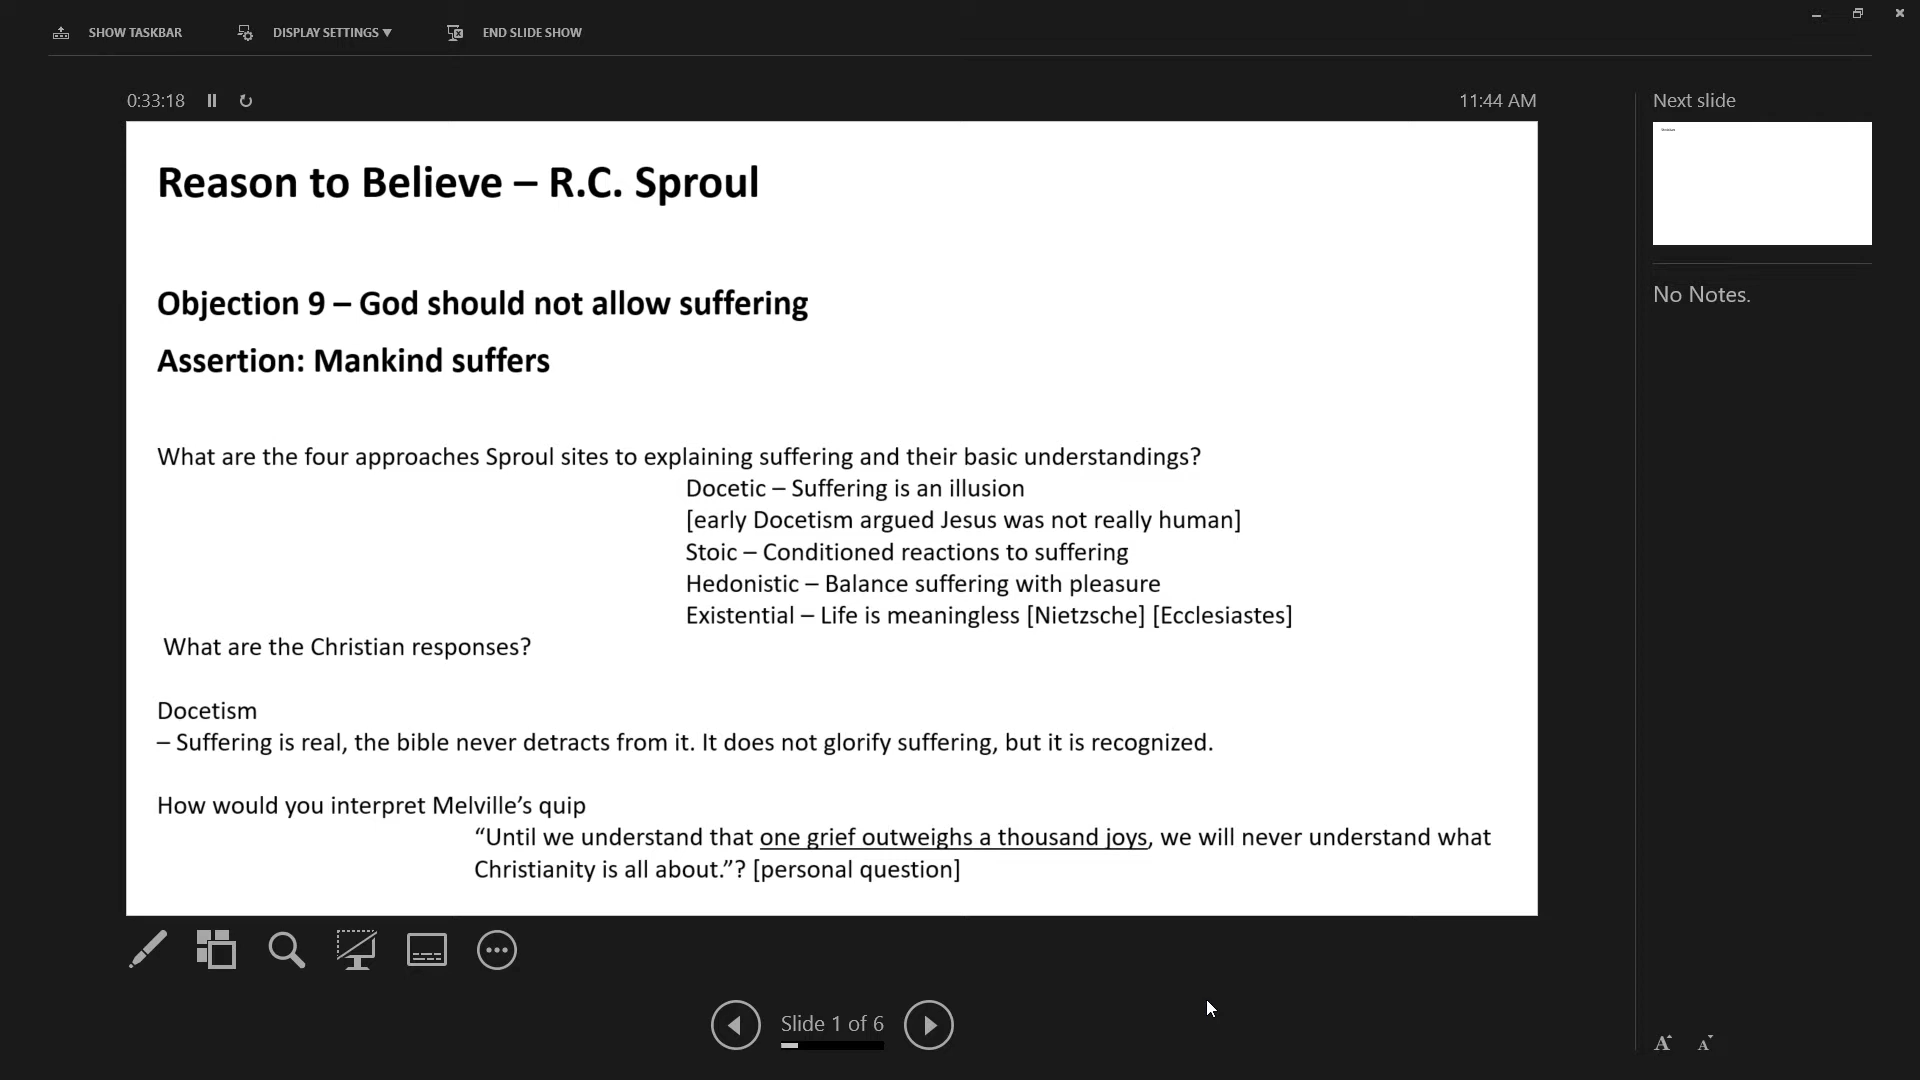 SHOW TASKBAR DISPLAY SETTINGS ▼ END SLIDE SHOW
0:33:18 11:44 AM
Reason to Believe – R.C. Sproul
Objection 9 – God should not allow suffering
Assertion: Mankind suffers
What are the four approaches Sproul sites to explaining suffering and their basic understandings?
Docetic – Suffering is an illusion
[early Docetism argued Jesus was not really human]
Stoic – Conditioned reactions to suffering
Hedonistic – Balance suffering with pleasure
Existential – Life is meaningless [Nietzsche] [Ecclesiastes]
What are the Christian responses?
Docetism
– Suffering is real, the bible never detracts from it. It does not glorify suffering, but it is recognized.
How would you interpret Melville’s quip
“Until we understand that one grief outweighs a thousand joys, we will never understand what
Christianity is all about.”? [personal question]
Slide 1 of 6
Next slide
No Notes.
A A